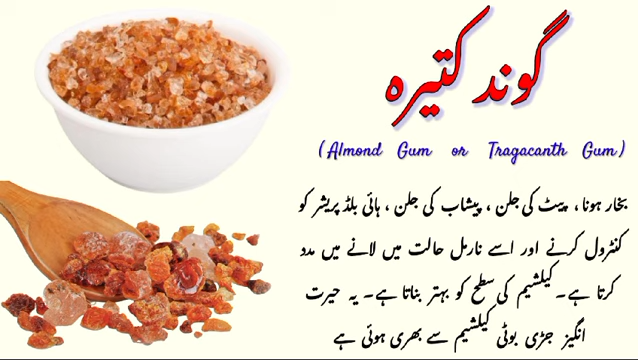 گوند کتیرہ
(Almond Gum or Tragacanth Gum)
بخار ہونا، پیٹ کی جلن، پیشاب کی جلن، ہائی بلڈ پریشر کو
کنٹرول کرنے اور اسے نارمل حالت میں لانے میں مدد
کرتا ہے۔ کیلشیم کی سطح کو بہتر بناتا ہے۔ یہ حیرت
انگیز جڑی بوٹی کیلشیم سے بھری ہوئی ہے